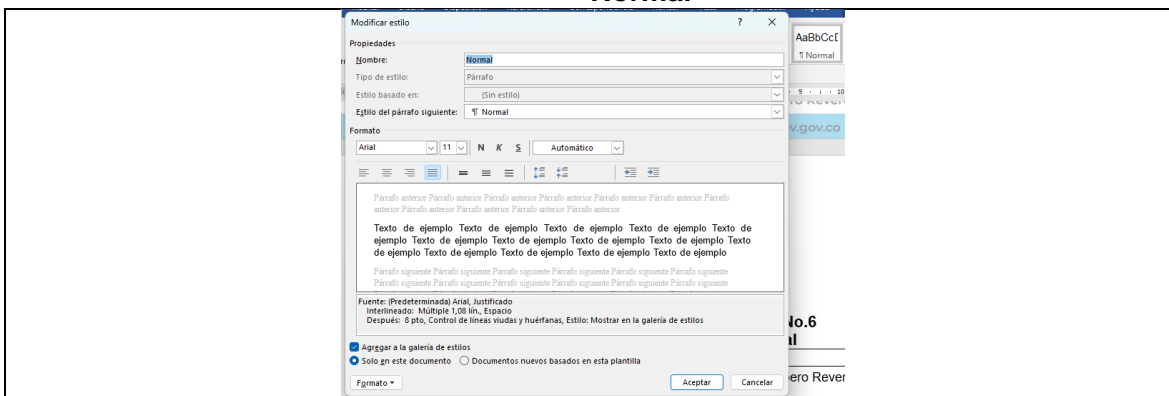 Normal
Modificar estilo ? ×
AaBbCcI
¶ Normal
Propiedades
Nombre: Normal
Tipo de estilo: Párrafo
Estilo basado en: (Sin estilo)
9 10
Estilo del párrafo siguiente: ¶ Normal
v.gov.co
Formato
Arial 11 N K S Automático
Párrafo anterior Párrafo anterior Párrafo anterior Párrafo anterior Párrafo anterior Párrafo anterior Párrafo
anterior Párrafo anterior Párrafo anterior Párrafo anterior Párrafo anterior
Texto de ejemplo Texto de ejemplo Texto de ejemplo Texto de ejemplo Texto de
ejemplo Texto de ejemplo Texto de ejemplo Texto de ejemplo Texto de ejemplo Texto
de ejemplo Texto de ejemplo Texto de ejemplo Texto de ejemplo Texto de ejemplo
Párrafo siguiente Párrafo siguiente Párrafo siguiente Párrafo siguiente Párrafo siguiente
Párrafo siguiente Párrafo siguiente Párrafo siguiente Párrafo siguiente Párrafo siguiente
Fuente: (Predeterminada) Arial, Justificado
Interlineado: Múltiple 1,08 lín., Espacio
Después: 8 pto, Control de líneas viudas y huérfanas, Estilo: Mostrar en la galería de estilos
No.6
al
Agregar a la galería de estilos
Solo en este documento Documentos nuevos basados en esta plantilla
ero Rever
Formato Aceptar Cancelar